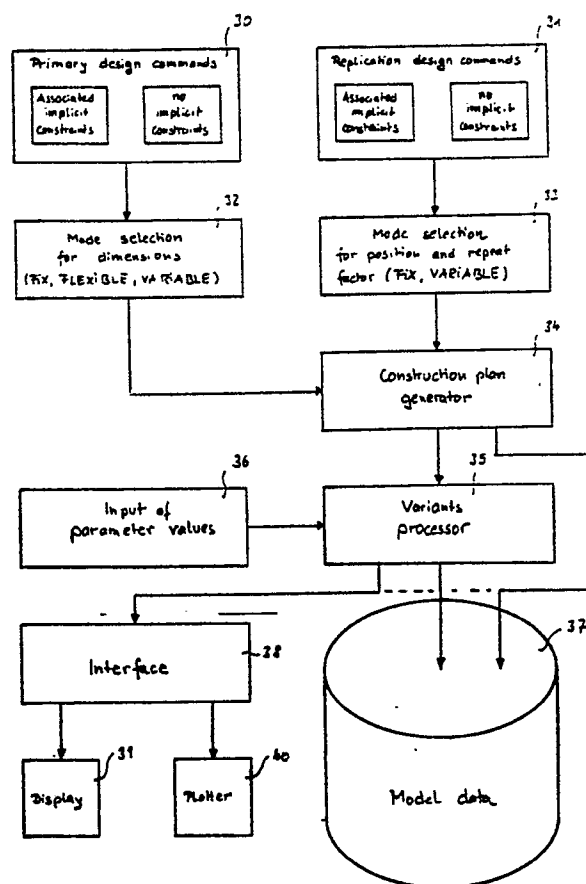 30
Primary design commands
Associated
implicit
constraints
no
implicit
constraints
31
Replication design commands
Associated
implicit
constraints
no
implicit
constraints
32
Mode selection
for dimensions
(FiX, FLEXiBLE, VARiABLE)
33
Mode selection
for position and repeat
factor (FiX, VARiABLE)
34
Construction plan
generator
36
Input of
parameter values
35
Variants
processor
Interface
38
37
Model data
39
Display
40
Plotter